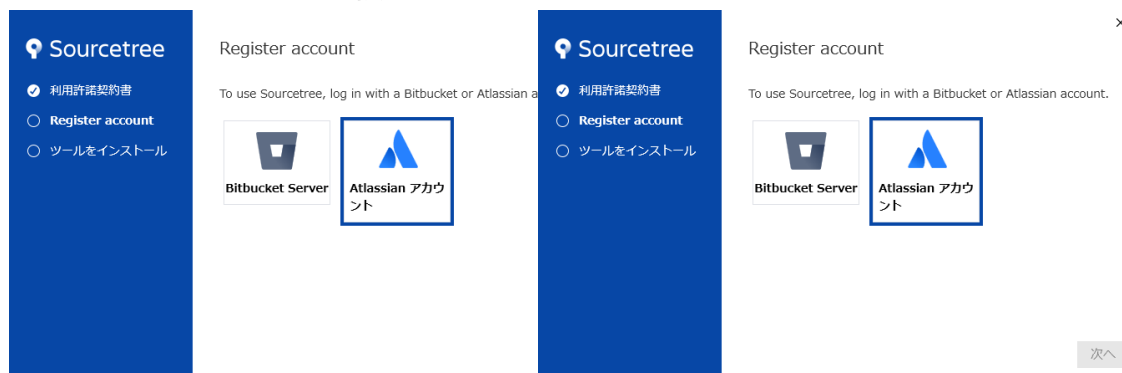 Sourcetree
利用許諾契約書
Register account
ツールをインストール
Register account
To use Sourcetree, log in with a Bitbucket or Atlassian a
Bitbucket Server
Atlassian アカウ
ント
Sourcetree
利用許諾契約書
Register account
ツールをインストール
Register account
To use Sourcetree, log in with a Bitbucket or Atlassian account.
Bitbucket Server
Atlassian アカウ
ント
次へ